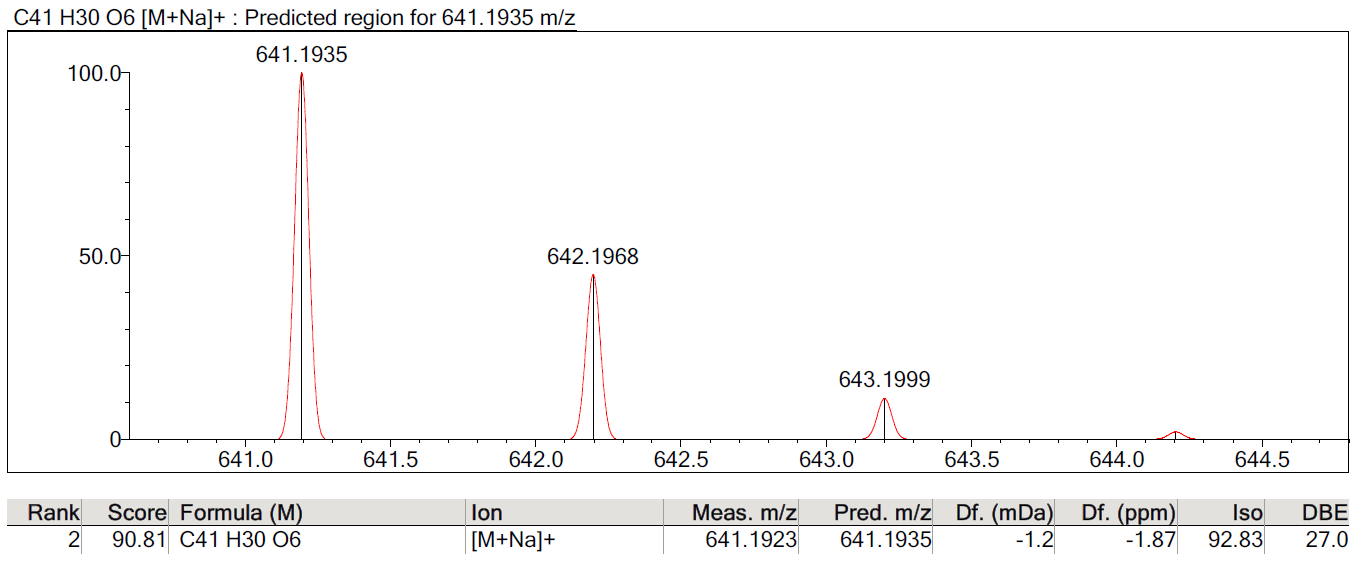 C41 H30 O6 [M+Na]+ : Predicted region for 641.1935 m/z
641.1935
100.0
642.1968
50.0
643.1999
0
641.0 641.5 642.0 642.5 643.0 643.5 644.0 644.5
Rank Score Formula (M) Ion Meas. m/z Pred. m/z Df. (mDa) Df. (ppm) Iso DBE
2 90.81 C41 H30 O6 [M+Na]+ 641.1923 641.1935 -1.2 -1.87 92.83 27.0